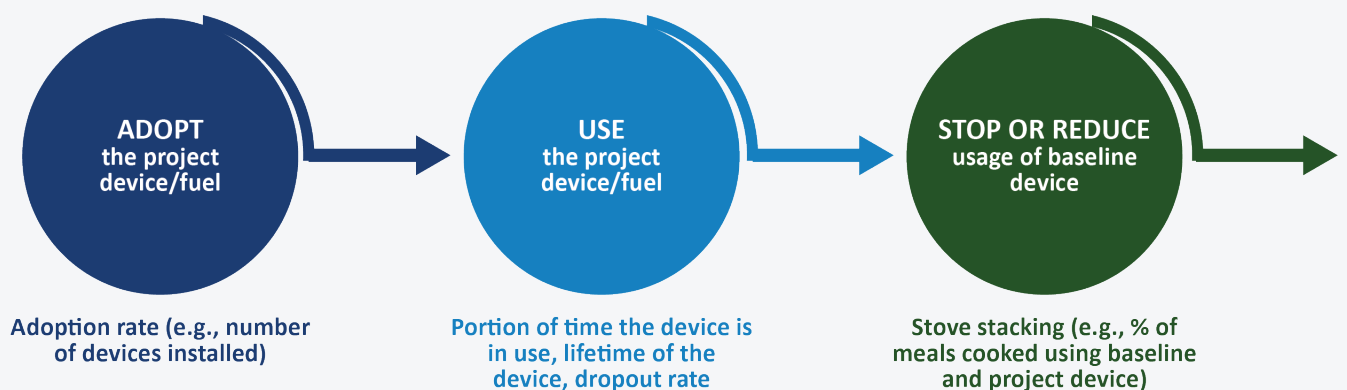 ADOPT
the project
device/fuel
USE
the project
device/fuel
STOP OR REDUCE
usage of baseline
device
Adoption rate (e.g., number
of devices installed)
Portion of time the device is
in use, lifetime of the
device, dropout rate
Stove stacking (e.g., % of
meals cooked using baseline
and project device)